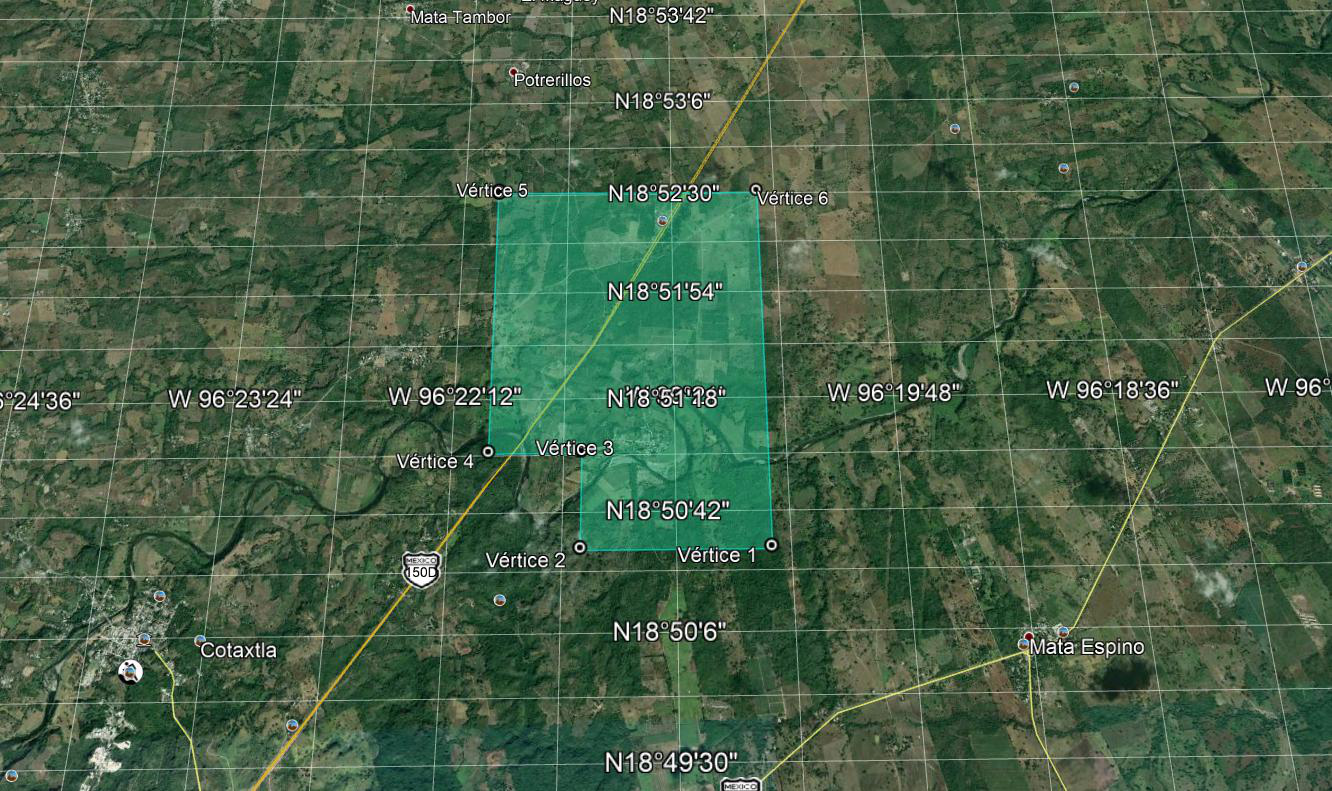 Mata Tambor
N18°53'42"
Potrerillos
N18°53'6"
Vértice 5
N18°52'30"
Vértice 6
N18°51'54"
°24'36"
W 96°23'24"
W 96°22'12"
N18°51'18"
W 96°19'48"
W 96°18'36"
W 96°
Vértice 3
Vértice 4
N18°50'42"
Vértice 2
Vértice 1
MEXICO
150D
N18°50'6"
Cotaxtla
Mata Espino
N18°49'30"
MEXICO